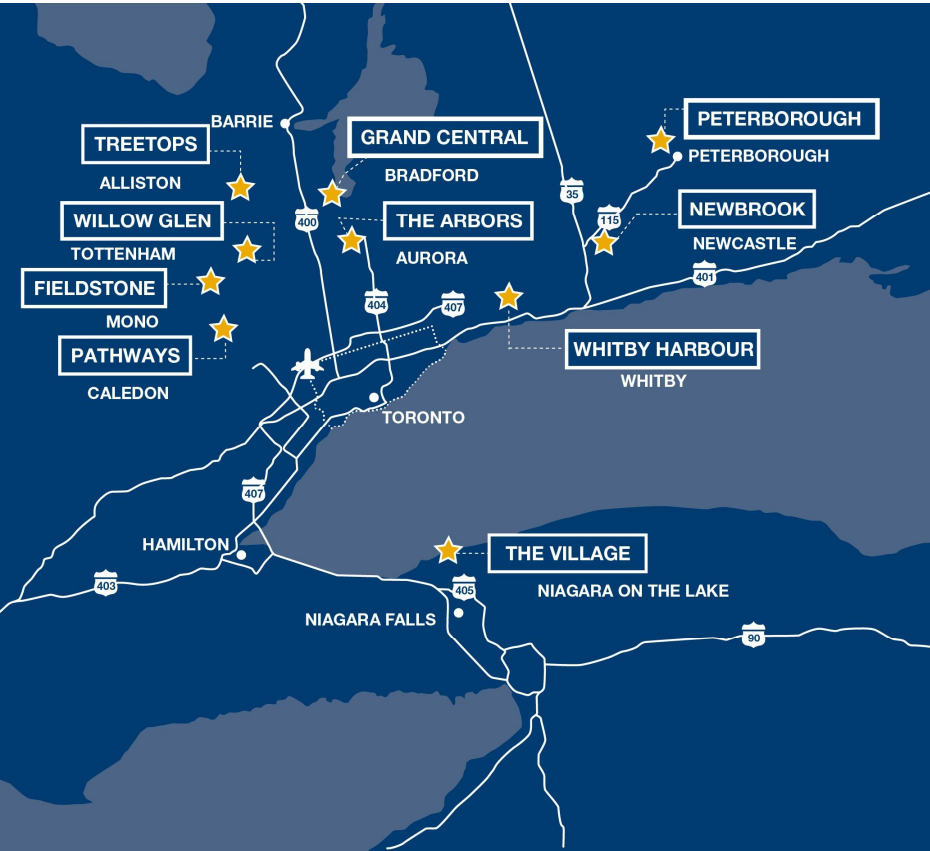 BARRIE
TREETOPS
ALLISTON
WILLOW GLEN
TOTTENHAM
FIELDSTONE
MONO
PATHWAYS
CALEDON
GRAND CENTRAL
BRADFORD
THE ARBORS
AURORA
400
404
407
PETERBOROUGH
PETERBOROUGH
35
115
NEWBROOK
NEWCASTLE
401
WHITBY HARBOUR
WHITBY
TORONTO
407
HAMILTON
403
THE VILLAGE
NIAGARA ON THE LAKE
405
NIAGARA FALLS
90